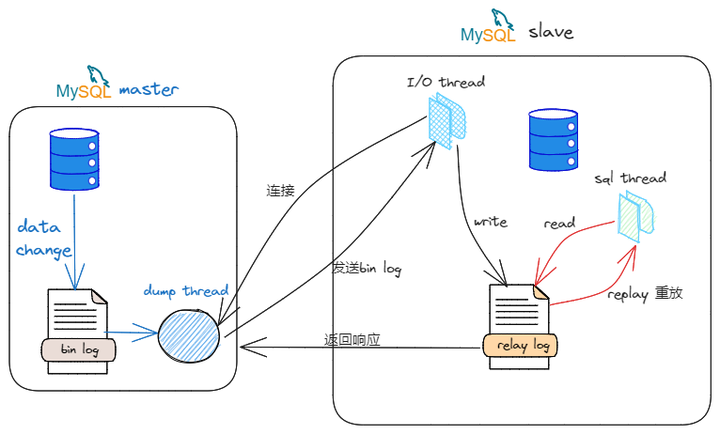 MySQL slave
MySQL master
I/O thread
sql thread
连接
write
read
data
change
发送bin log
dump thread
replay 重放
返回响应
bin log
relay log